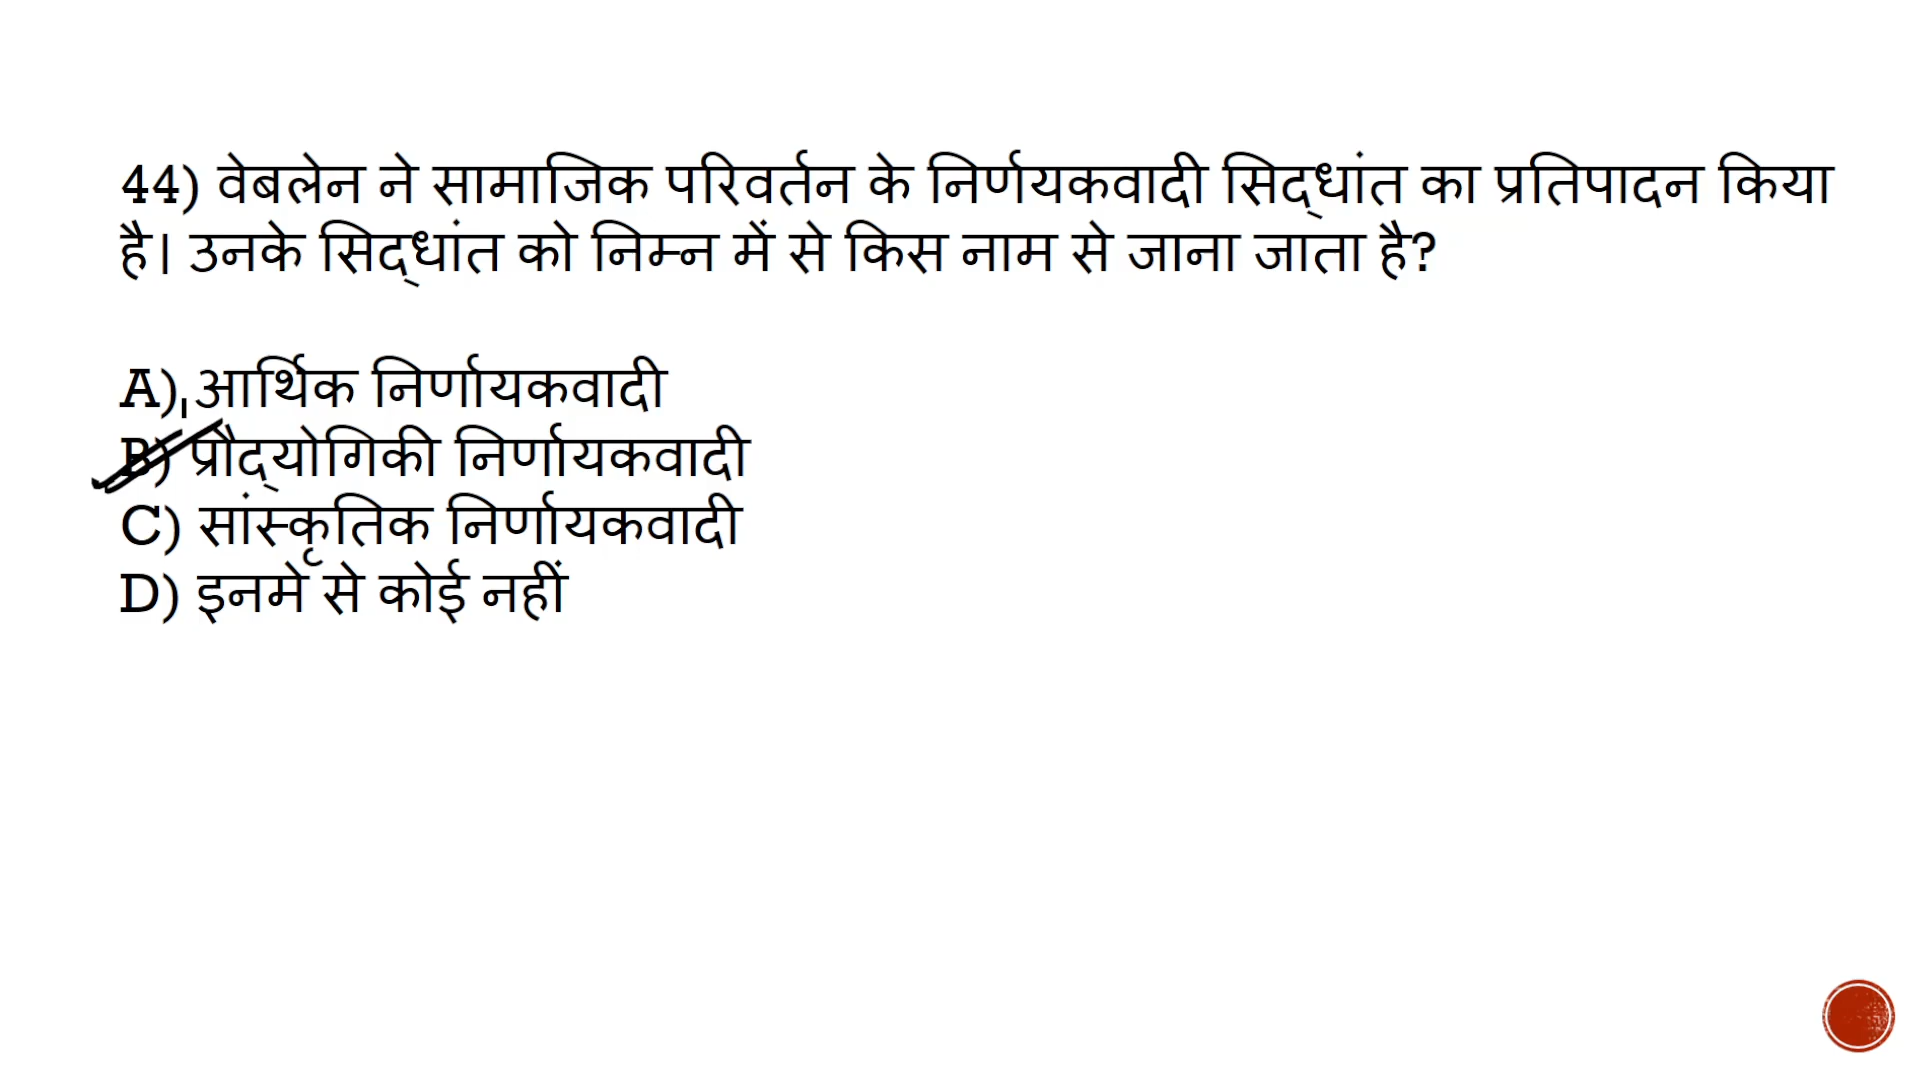 44) वेबलेन ने सामाजिक परिवर्तन के निर्णयकवादी सिद्धांत का प्रतिपादन किया
है। उनके सिद्धांत को निम्न में से किस नाम से जाना जाता है?
A) आर्थिक निर्णायकवादी
B) प्रौद्योगिकी निर्णायकवादी
C) सांस्कृतिक निर्णायकवादी
D) इनमे से कोई नहीं